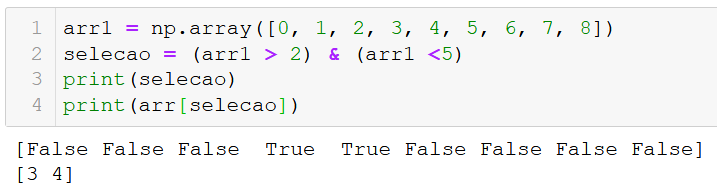 1 arr1 = np.array([0, 1, 2, 3, 4, 5, 6, 7, 8])
2 selecao = (arr1 > 2) & (arr1 <5)
3 print(selecao)
4 print(arr[selecao])
[False False False  True  True False False False False]
[3 4]